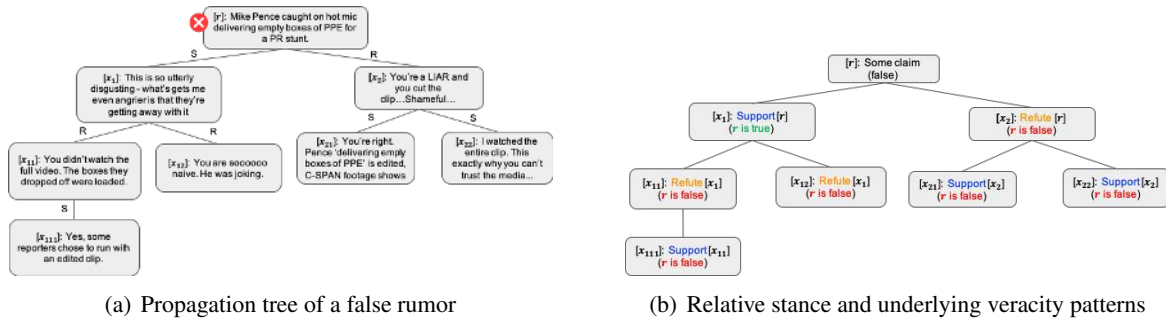 [r]: Mike Pence caught on hot mic
delivering empty boxes of PPE for
a PR stunt.
S
R
[x₁]: This is so utterly
disgusting - what's gets me
even angrier is that they're
getting away with it
[x₂]: You're a LIAR and
you cut the
clip...Shameful...
R
R
S
S
[x₁₁]: You didn't watch the
full video. The boxes they
dropped off were loaded.
[x₁₂]: You are soooooo
naive. He was joking.
[x₂₁]: You're right.
Pence 'delivering empty
boxes of PPE' is edited,
C-SPAN footage shows
[x₂₂]: I watched the
entire clip. This
exactly why you can't
trust the media...
S
[x₁₁₁]: Yes, some
reporters chose to run with
an edited clip.
(a) Propagation tree of a false rumor
[r]: Some claim
(false)
[x₁]: Support[r]
(r is true)
[x₂]: Refute [r]
(r is false)
[x₁₁]: Refute[x₁]
(r is false)
[x₁₂]: Refute[x₁]
(r is false)
[x₂₁]: Support[x₂]
(r is false)
[x₂₂]: Support[x₂]
(r is false)
[x₁₁₁]: Support[x₁₁]
(r is false)
(b) Relative stance and underlying veracity patterns